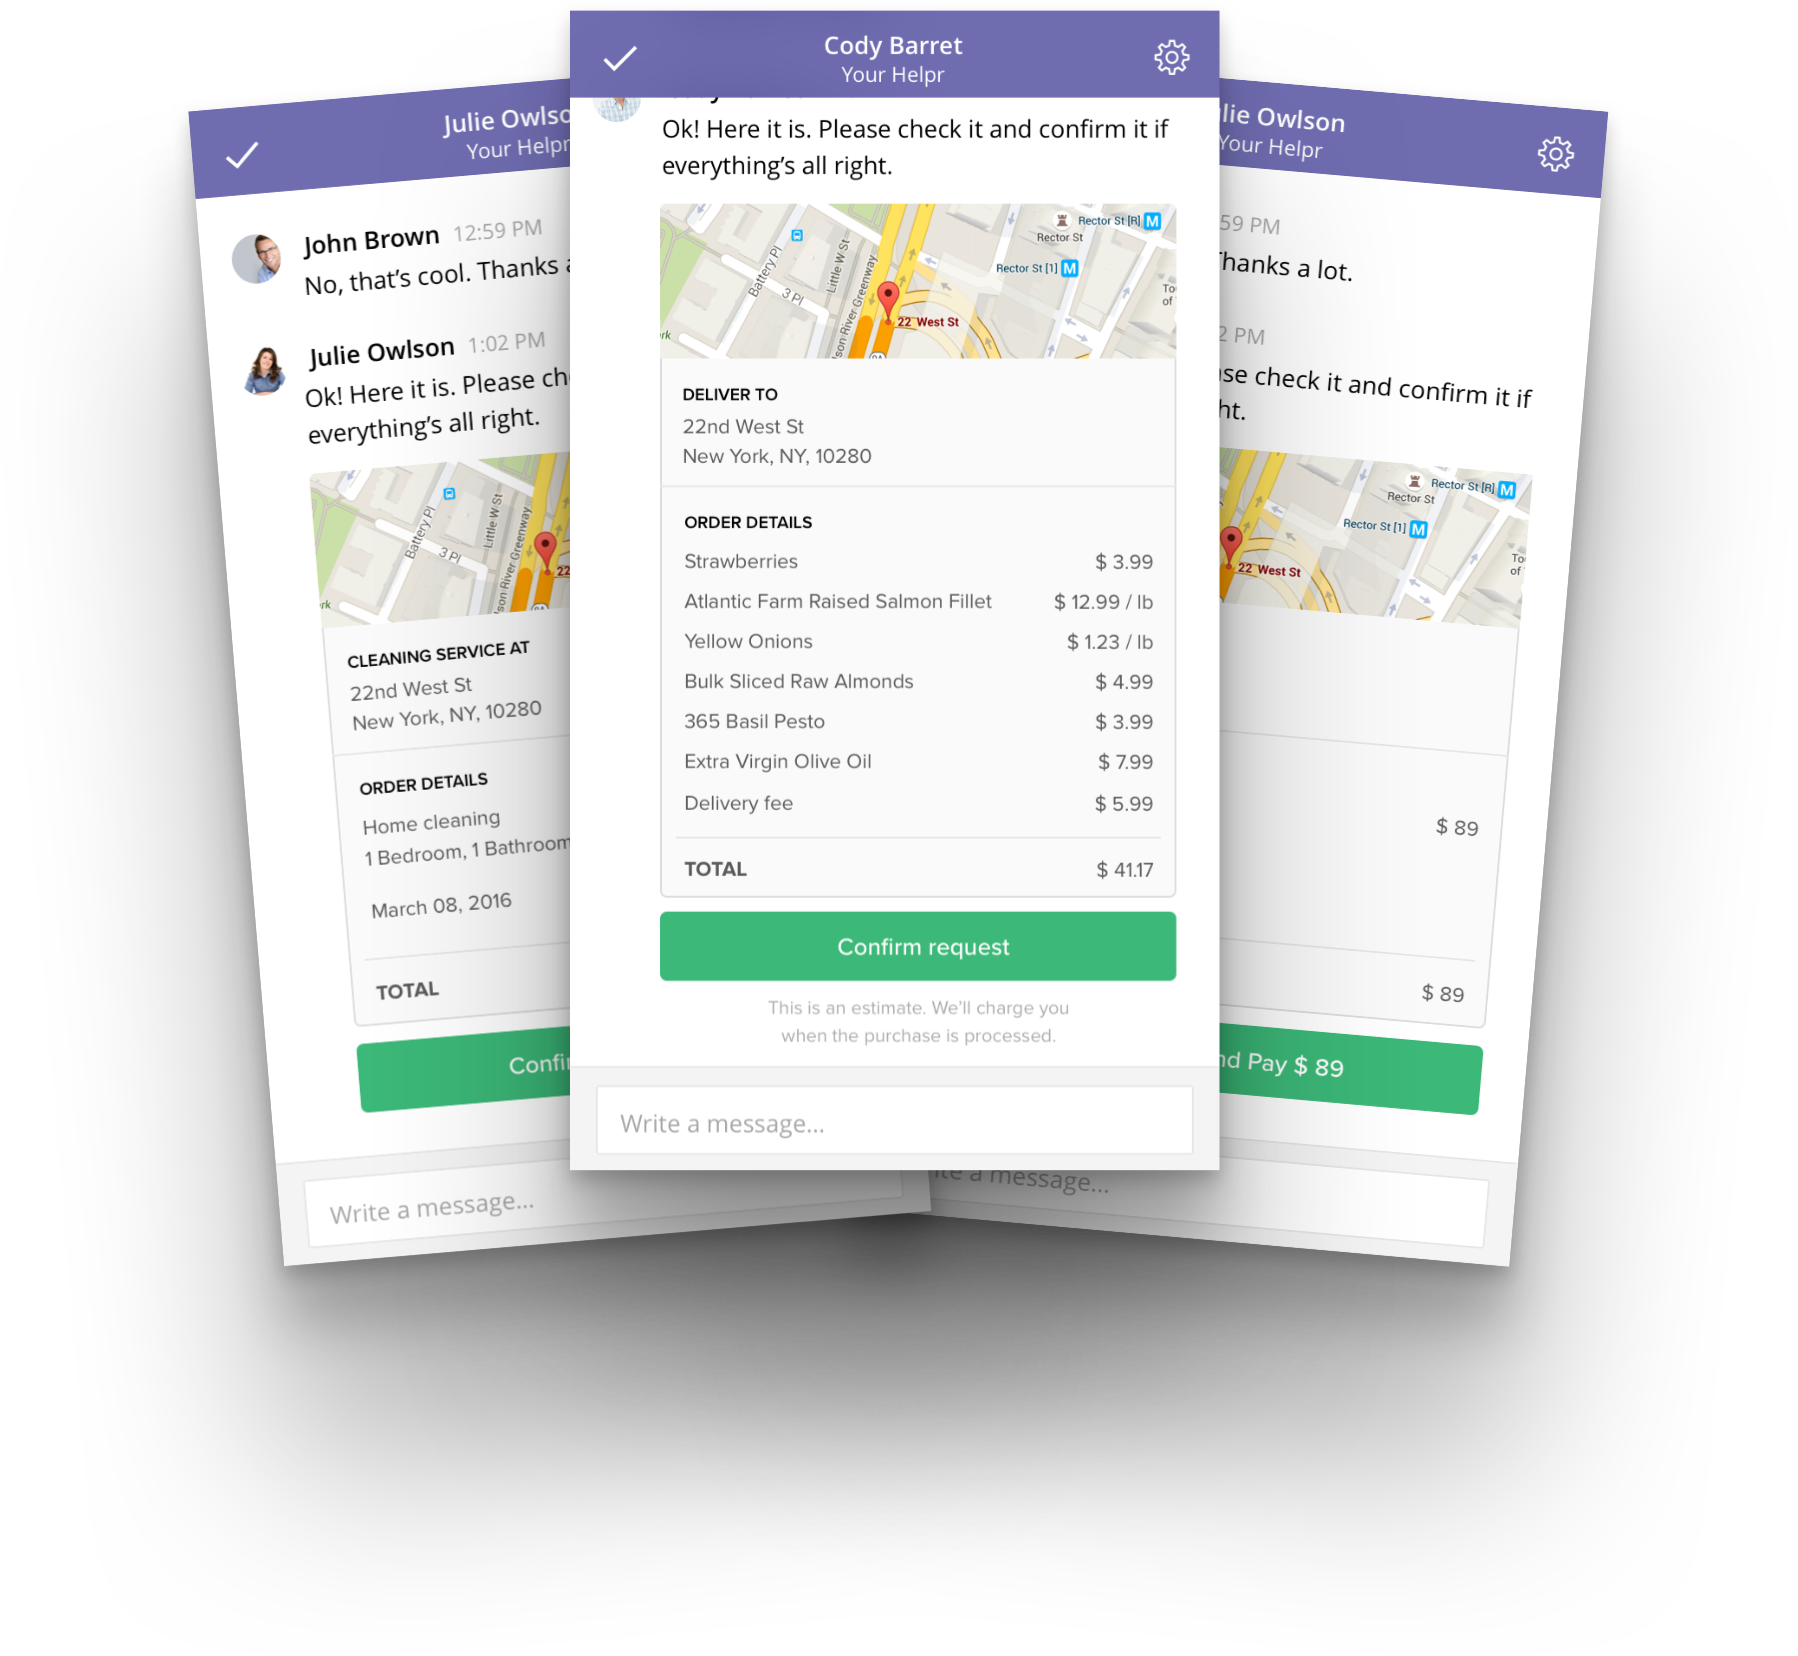 Julie Owlso
Your Helpr
John Brown 12:59 PM
No, that's cool. Thanks a
Julie Owlson 1:02 PM
Ok! Here it is. Please ch
everything's all right.
Battery Pl
3 Pl
Little W St
son River Greenway
rk
9A
22
CLEANING SERVICE AT
22nd West St
New York, NY, 10280
ORDER DETAILS
Home cleaning
1 Bedroom, 1 Bathroom
March 08, 2016
TOTAL
Confi
Write a message...
Cody Barret
Your Helpr
Ok! Here it is. Please check it and confirm it if
everything's all right.
Rector St [R] M
Rector St
Rector St [1] M
Battery Pl
3 Pl
Little W St
son River Greenway
rk
9A
22 West St
To
of
DELIVER TO
22nd West St
New York, NY, 10280
ORDER DETAILS
Strawberries $ 3.99
Atlantic Farm Raised Salmon Fillet $ 12.99 / lb
Yellow Onions $ 1.23 / lb
Bulk Sliced Raw Almonds $ 4.99
365 Basil Pesto $ 3.99
Extra Virgin Olive Oil $ 7.99
Delivery fee $ 5.99
TOTAL $ 41.17
Confirm request
This is an estimate. We'll charge you
when the purchase is processed.
Write a message...
lie Owlson
Your Helpr
59 PM
Thanks a lot.
2 PM
se check it and confirm it if
ht.
Rector St [R] M
Rector St
Rector St [1] M
22 West St
To
of
$ 89
$ 89
nd Pay $ 89
te a message...